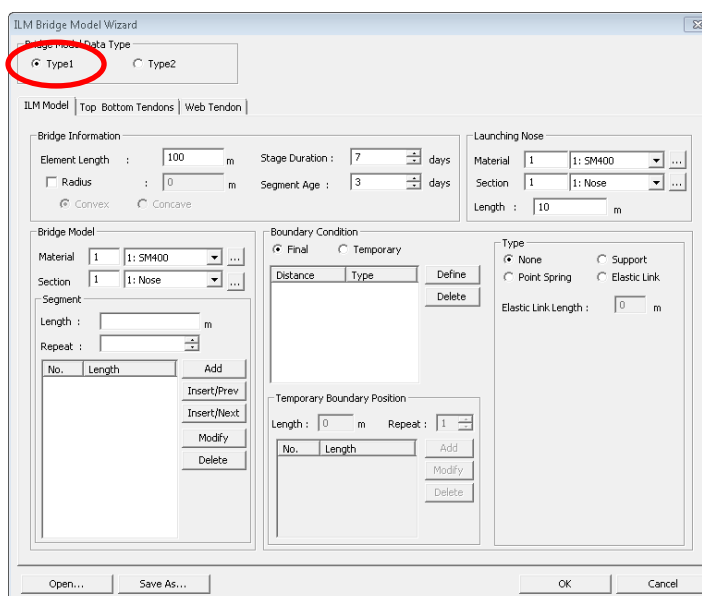 ILM Bridge Model Wizard
Bridge Model Data Type
Type1 Type2
ILM Model Top Bottom Tendons Web Tendon
Bridge Information
Element Length : 100 m Stage Duration : 7 days
Radius : 0 m Segment Age : 3 days
Convex Concave
Launching Nose
Material 1 1: SM400 ...
Section 1 1: Nose ...
Length : 10 m
Bridge Model
Material 1 1: SM400 ...
Section 1 1: Nose ...
Segment
Length : m
Repeat :
No. Length
Add
Insert/Prev
Insert/Next
Modify
Delete
Boundary Condition
Final Temporary
Distance Type
Define
Delete
Temporary Boundary Position
Length : 0 m Repeat : 1
No. Length
Add
Modify
Delete
Type
None Support
Point Spring Elastic Link
Elastic Link Length : 0 m
Open... Save As... OK Cancel